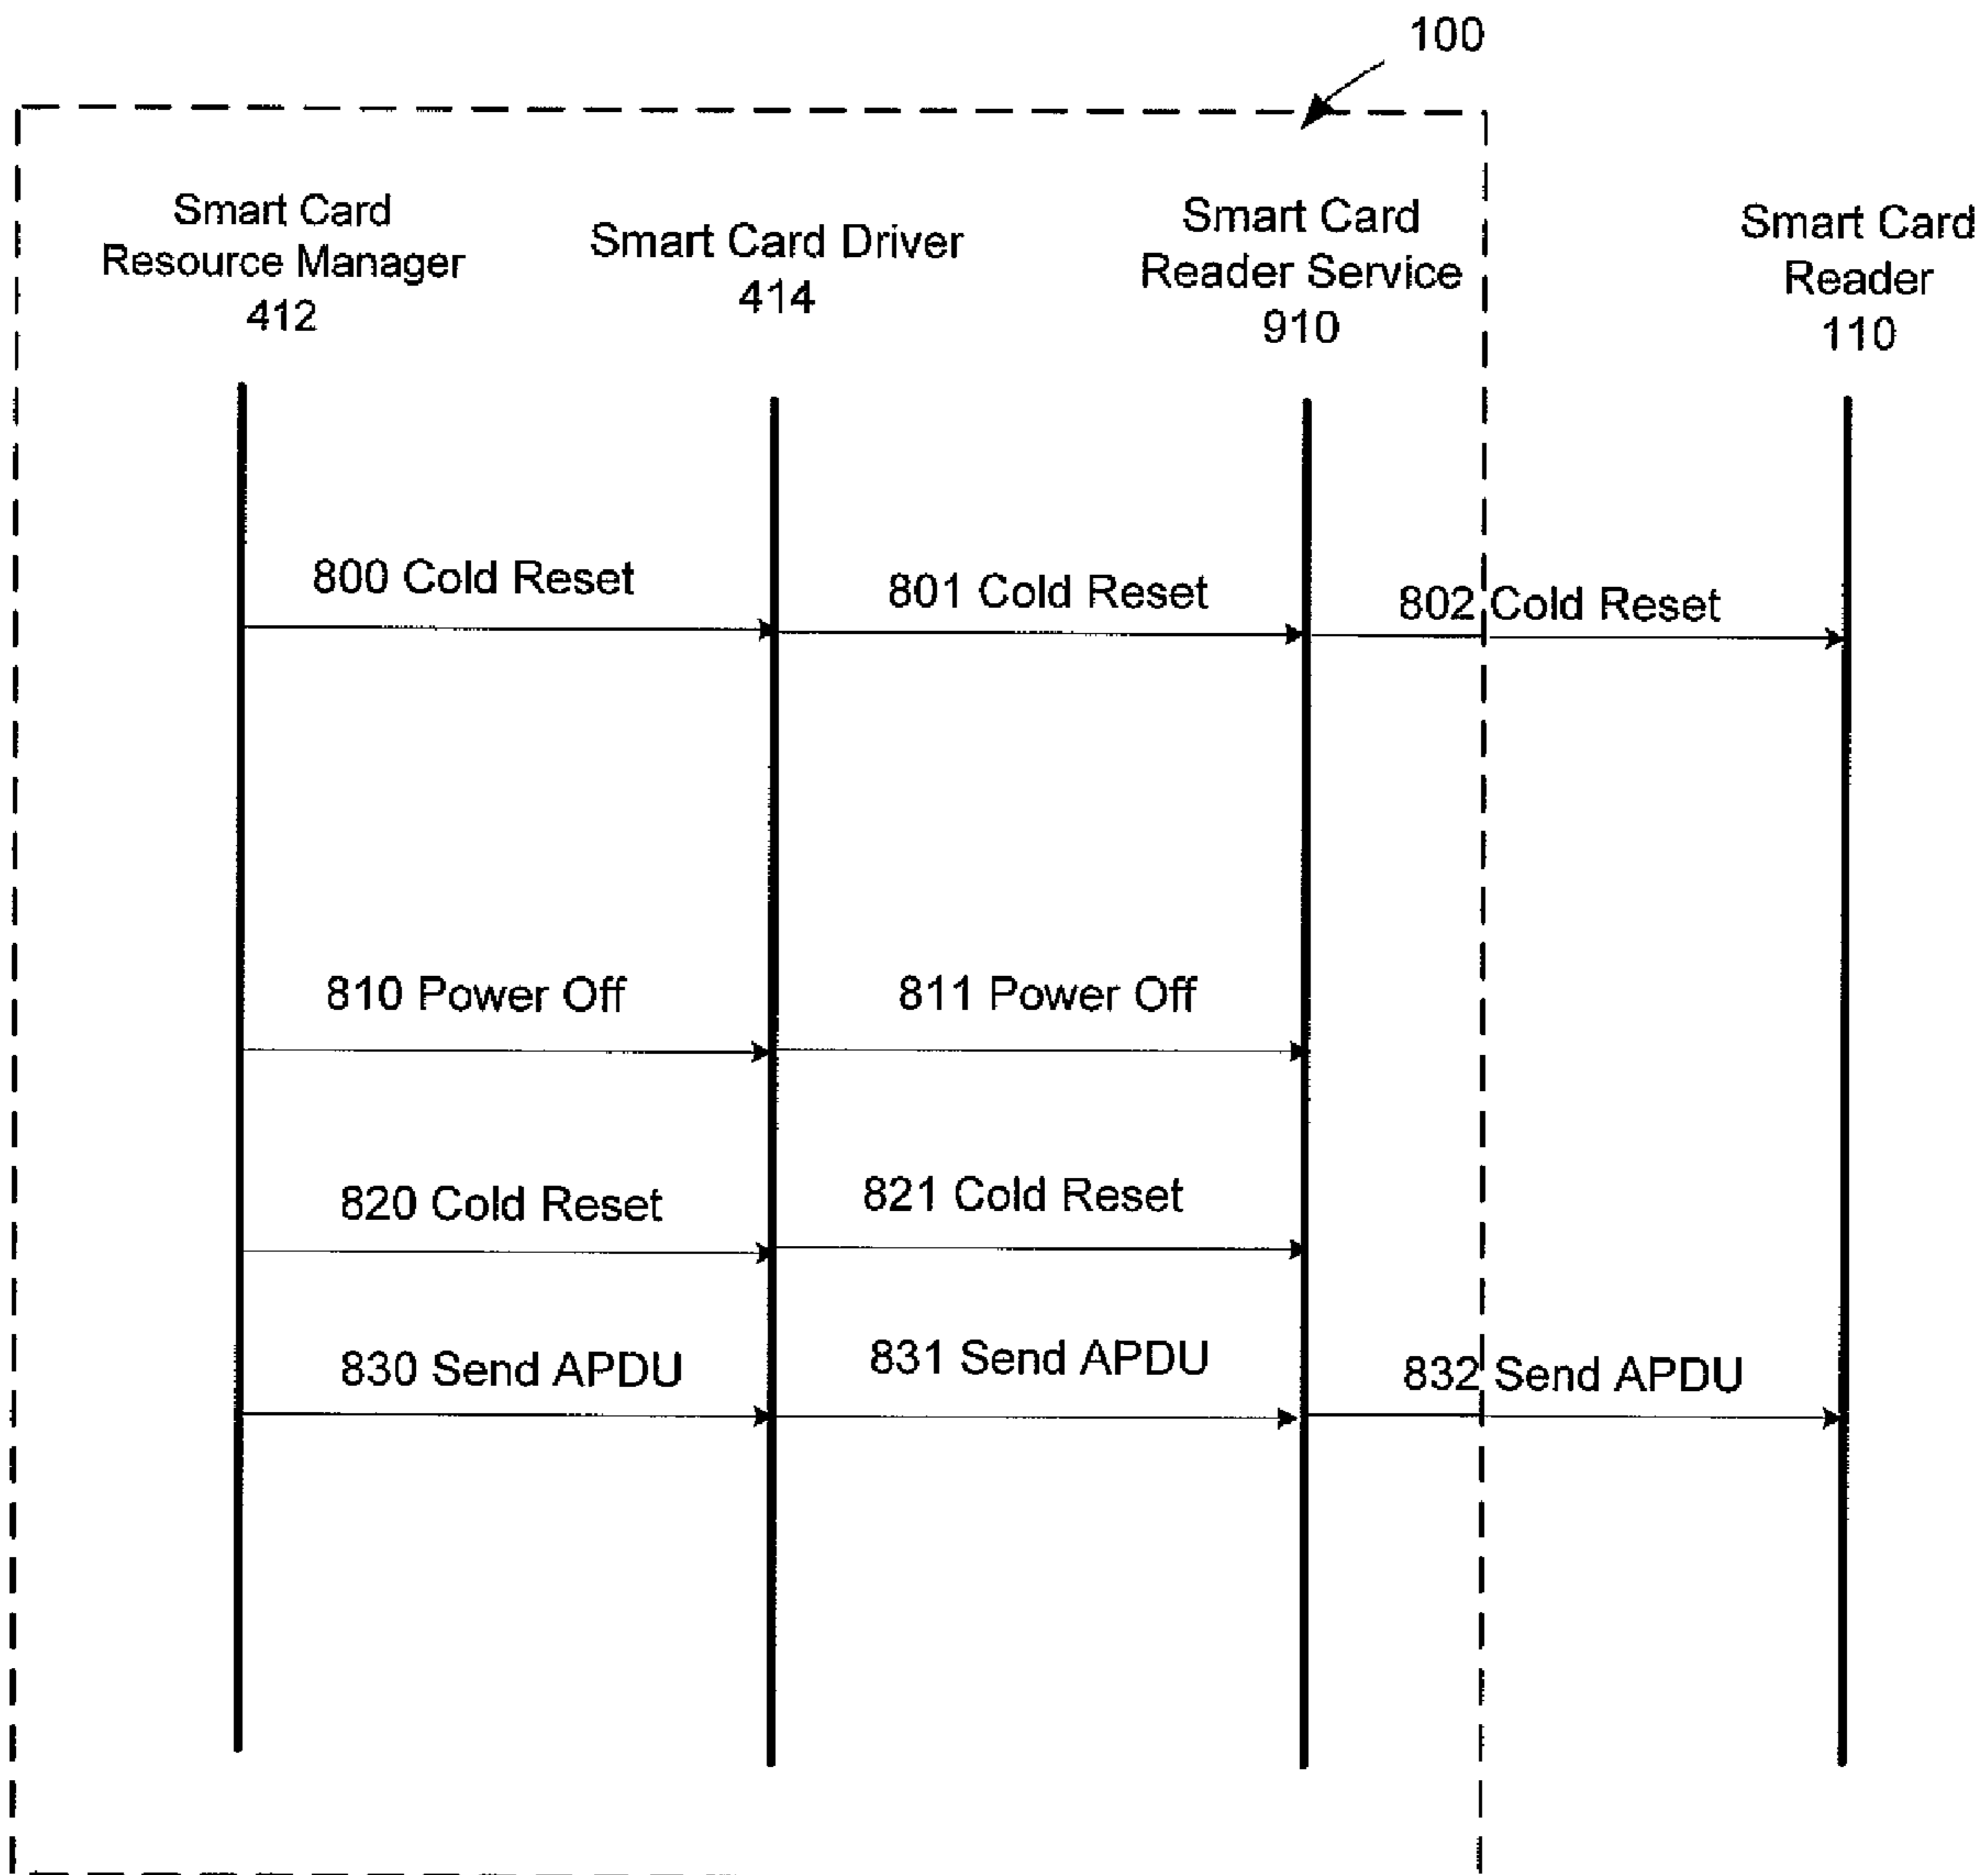 100
Smart Card
Resource Manager
412
Smart Card Driver
414
Smart Card
Reader Service
910
Smart Card
Reader
110
800 Cold Reset
801 Cold Reset
802 Cold Reset
810 Power Off
811 Power Off
820 Cold Reset
821 Cold Reset
830 Send APDU
831 Send APDU
832 Send APDU